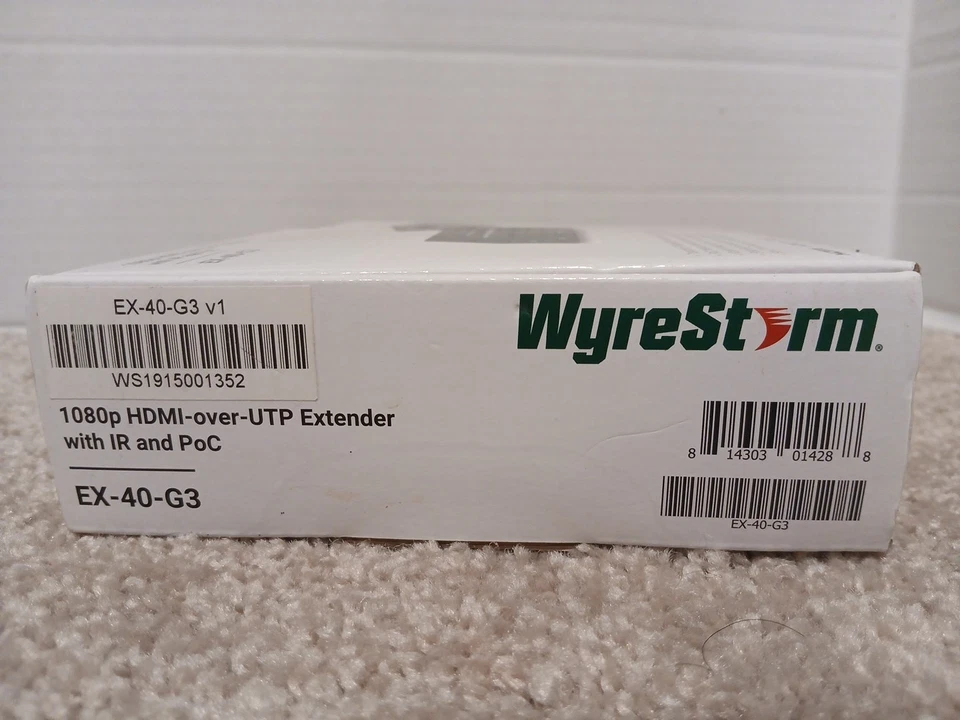 EX-40-G3 v1
WS1915001352
1080p HDMI-over-UTP Extender
with IR and PoC
EX-40-G3
WyreStorm®
8 14303 01428 8
EX-40-G3